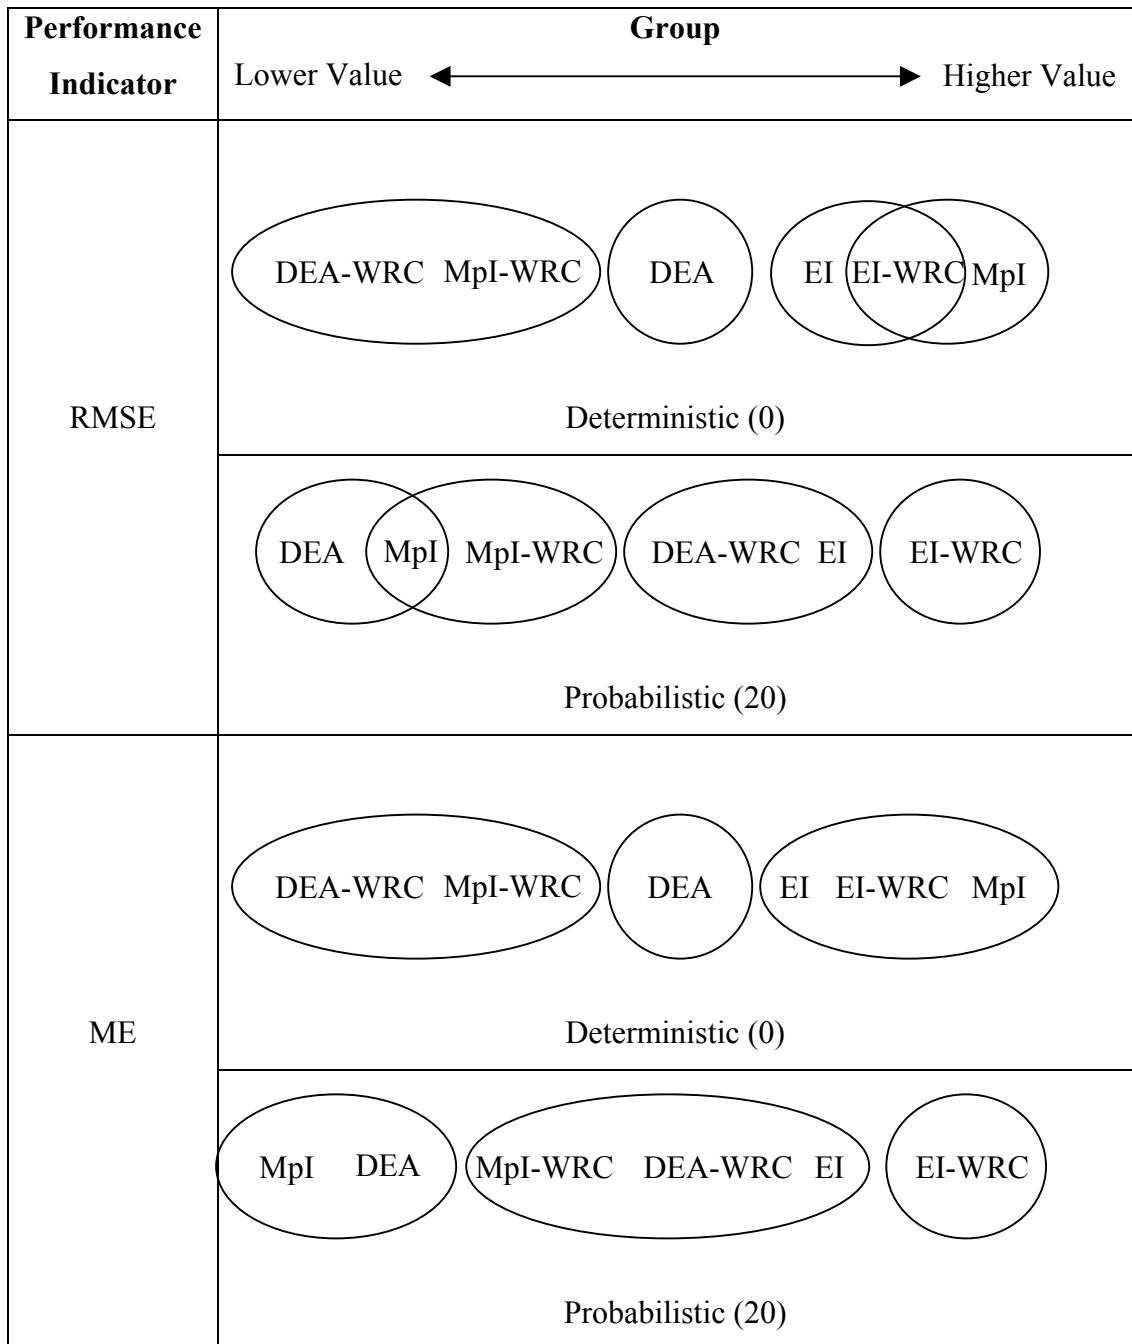 Performance Indicator
Group
Lower Value Higher Value
RMSE
DEA-WRC MpI-WRC DEA EI EI-WRC MpI
Deterministic (0)
DEA MpI MpI-WRC DEA-WRC EI EI-WRC
Probabilistic (20)
ME
DEA-WRC MpI-WRC DEA EI EI-WRC MpI
Deterministic (0)
MpI DEA MpI-WRC DEA-WRC EI EI-WRC
Probabilistic (20)